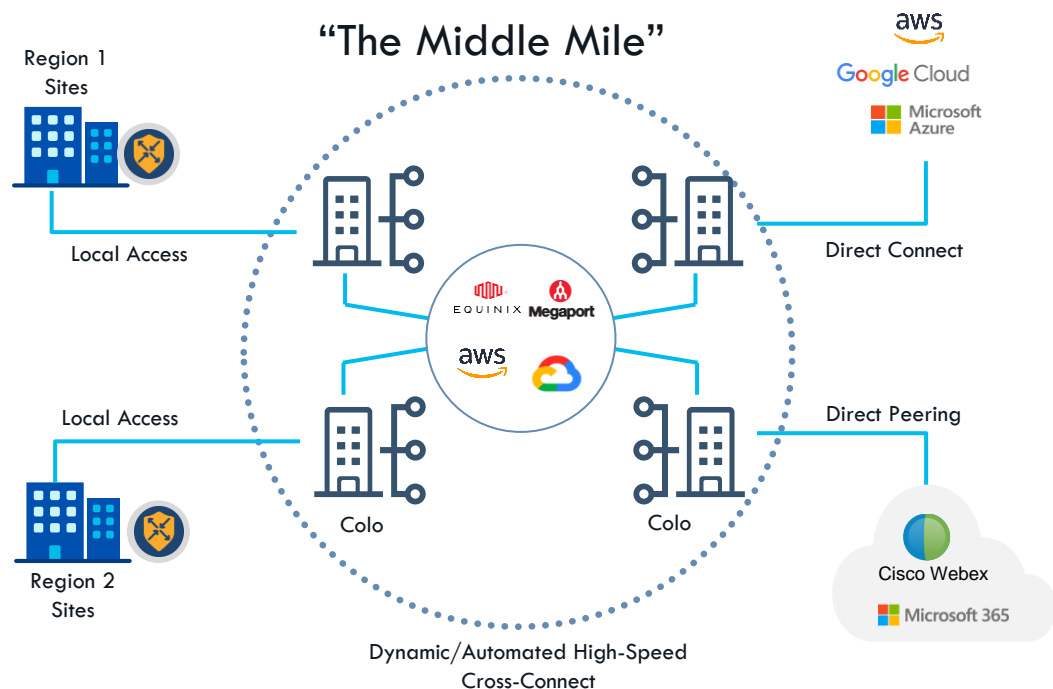 “The Middle Mile”
Region 1
Sites
aws
Google Cloud
Microsoft
Azure
Local Access
Direct Connect
EQUINIX
Megaport
aws
Local Access
Direct Peering
Colo
Colo
Region 2
Sites
Cisco Webex
Microsoft 365
Dynamic/Automated High-Speed
Cross-Connect